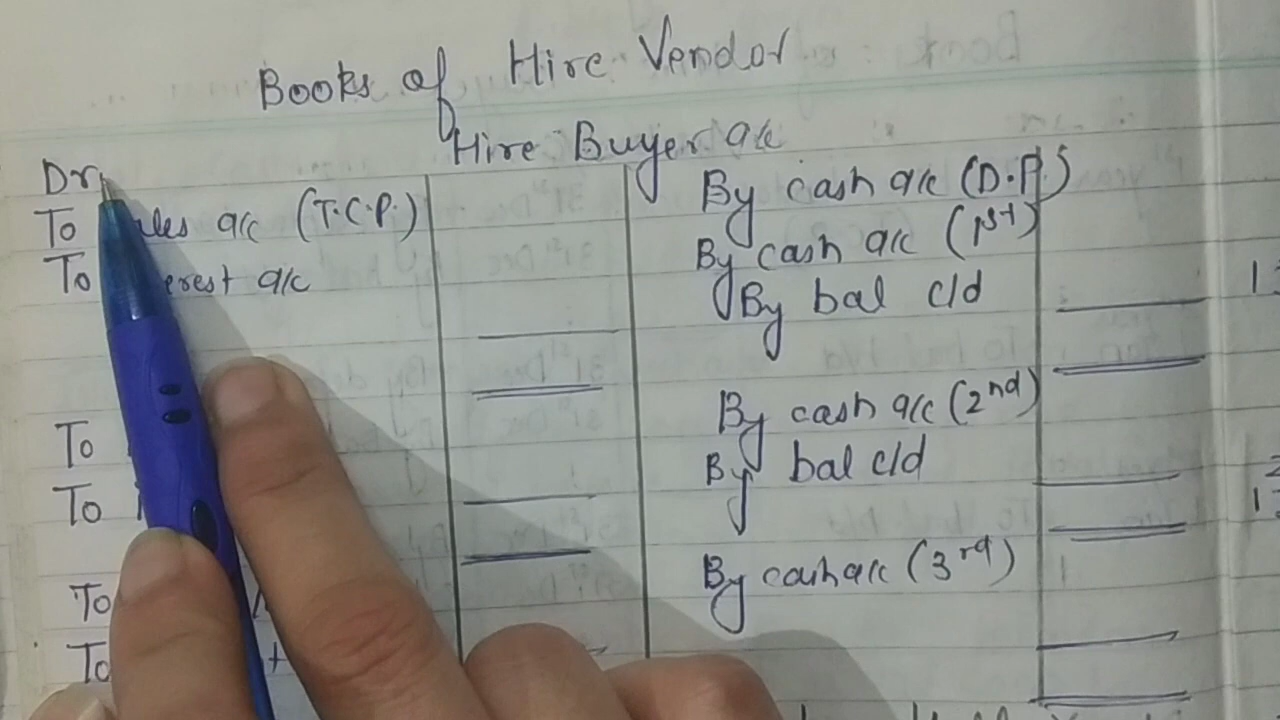 Books of Hire Vendor
Hire Buyer a/c
Dr.
To a/c (T.C.P.)
To a/c
To
To
To
To
By cash a/c (D.P.)
By cash a/c (1st)
By bal c/d
By cash a/c (2nd)
By bal c/d
By cash a/c (3rd)